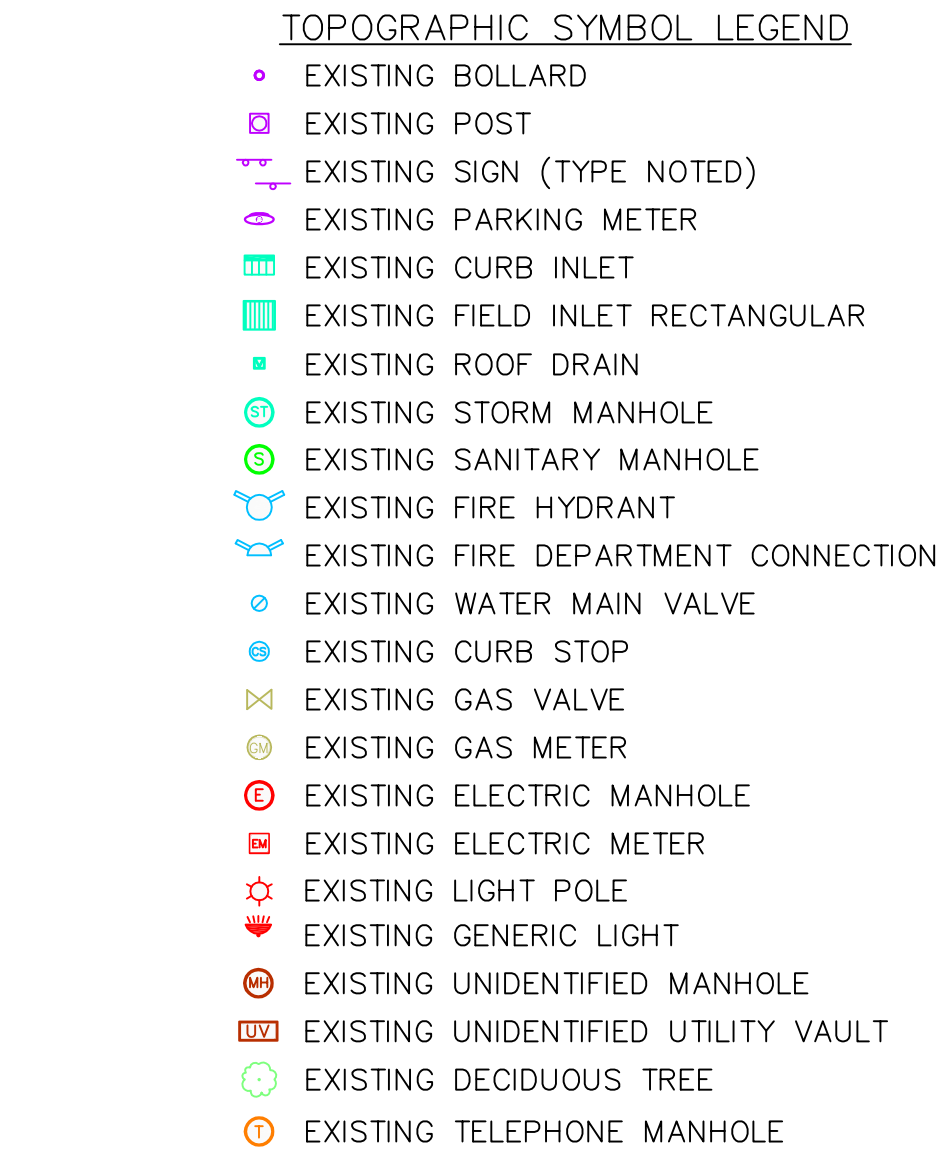 TOPOGRAPHIC SYMBOL LEGEND
EXISTING BOLLARD
EXISTING POST
EXISTING SIGN (TYPE NOTED)
EXISTING PARKING METER
EXISTING CURB INLET
EXISTING FIELD INLET RECTANGULAR
EXISTING ROOF DRAIN
ST EXISTING STORM MANHOLE
S EXISTING SANITARY MANHOLE
EXISTING FIRE HYDRANT
EXISTING FIRE DEPARTMENT CONNECTION
EXISTING WATER MAIN VALVE
CS EXISTING CURB STOP
EXISTING GAS VALVE
GM EXISTING GAS METER
E EXISTING ELECTRIC MANHOLE
EM EXISTING ELECTRIC METER
EXISTING LIGHT POLE
EXISTING GENERIC LIGHT
MH EXISTING UNIDENTIFIED MANHOLE
UV EXISTING UNIDENTIFIED UTILITY VAULT
EXISTING DECIDUOUS TREE
T EXISTING TELEPHONE MANHOLE